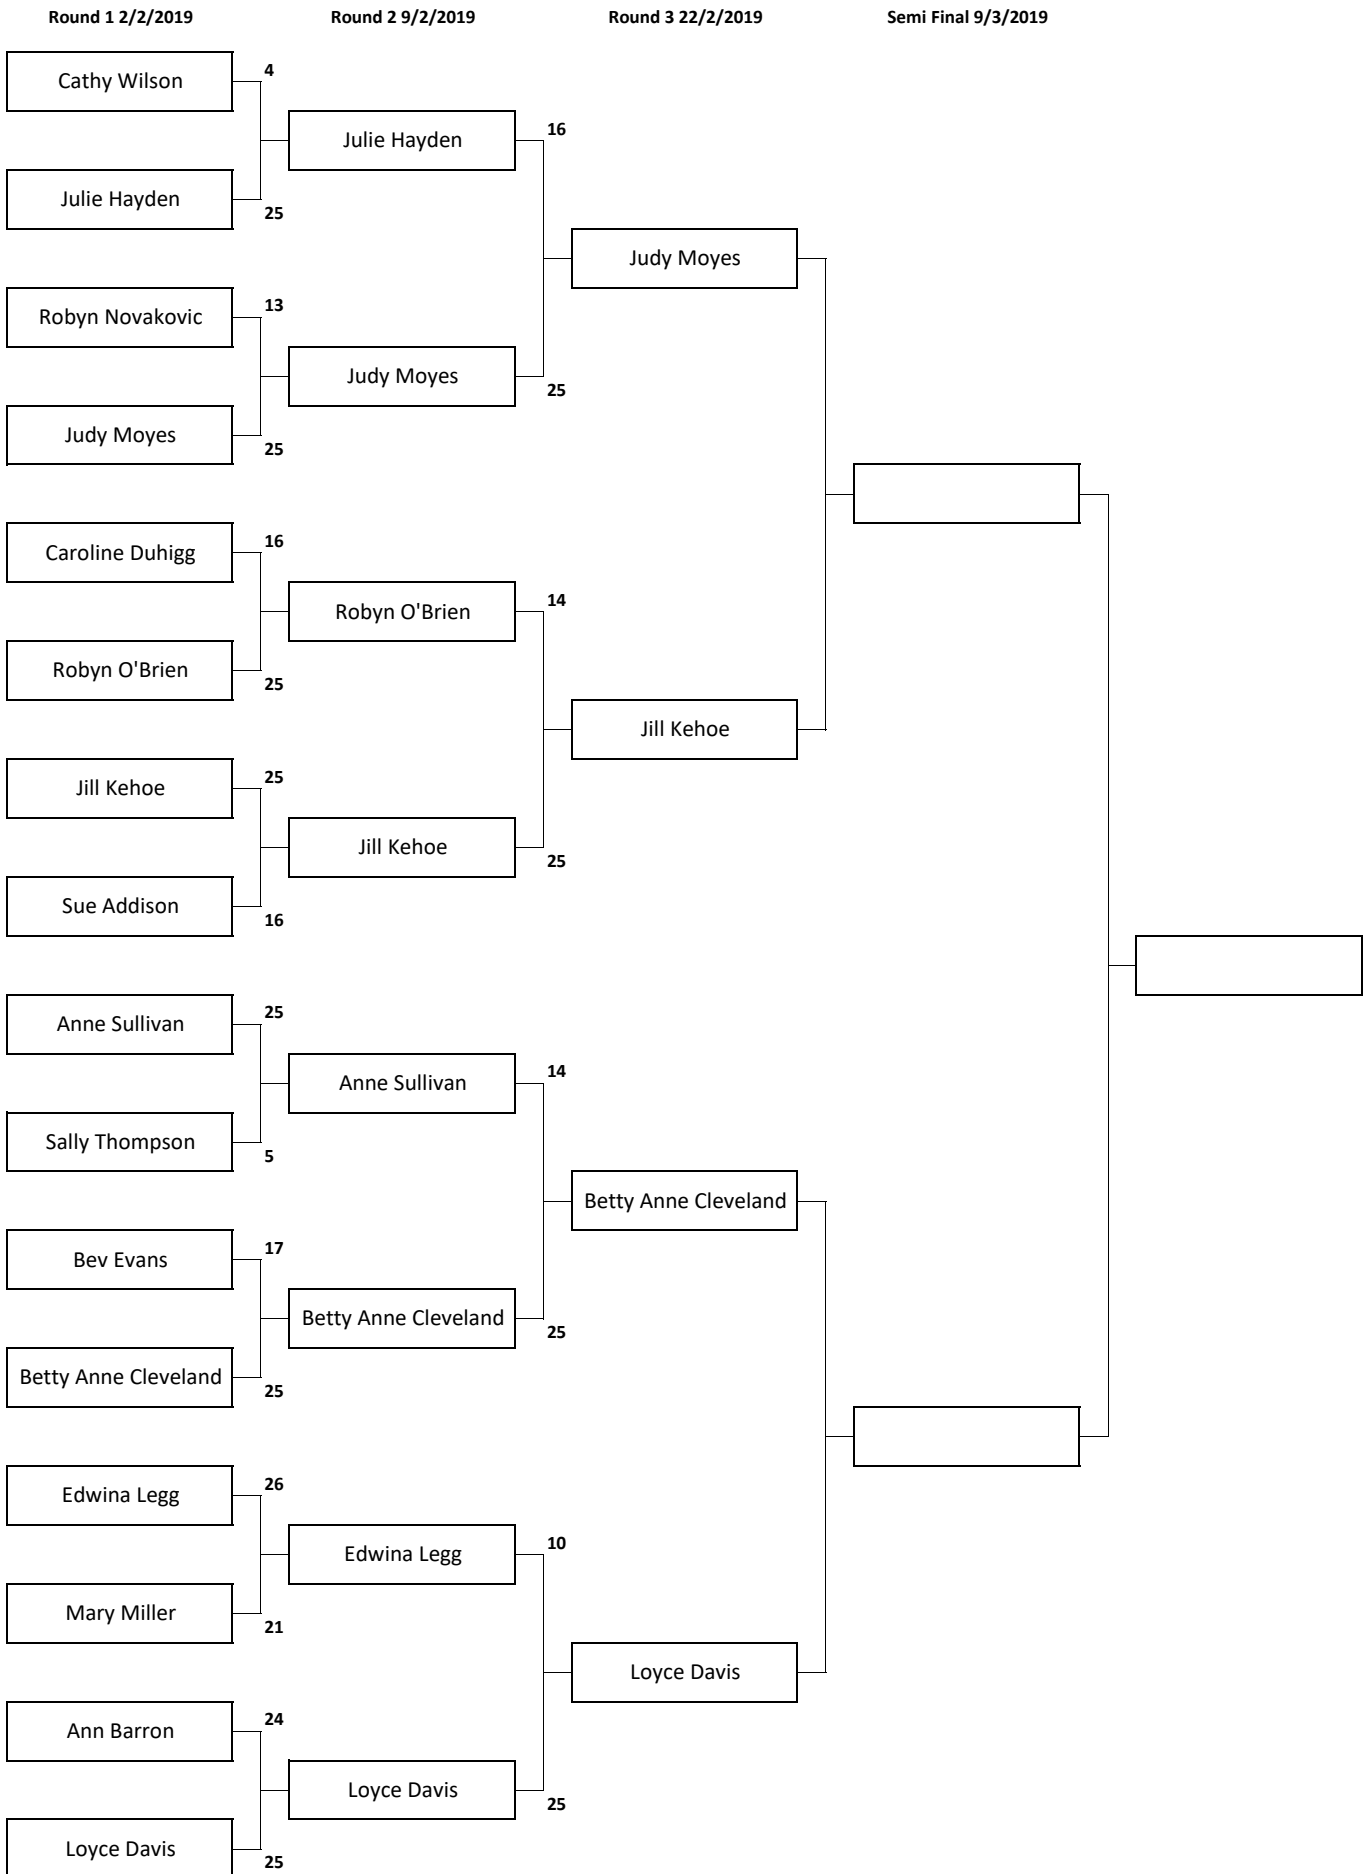 Round 1 2/2/2019 Round 2 9/2/2019 Round 3 22/2/2019 Semi Final 9/3/2019
4
Cathy Wilson
16
Julie Hayden
Julie Hayden
25
Judy Moyes
13
Robyn Novakovic
Judy Moyes
25
Judy Moyes
25
16
Caroline Duhigg
14
Robyn O'Brien
Robyn O'Brien
25
Jill Kehoe
25
Jill Kehoe
Jill Kehoe
25
Sue Addison
16
25
Anne Sullivan
14
Anne Sullivan
Sally Thompson
5
Betty Anne Cleveland
17
Bev Evans
Betty Anne Cleveland
25
Betty Anne Cleveland
25
26
Edwina Legg
10
Edwina Legg
Mary Miller
21
Loyce Davis
24
Ann Barron
Loyce Davis
25
Loyce Davis
25